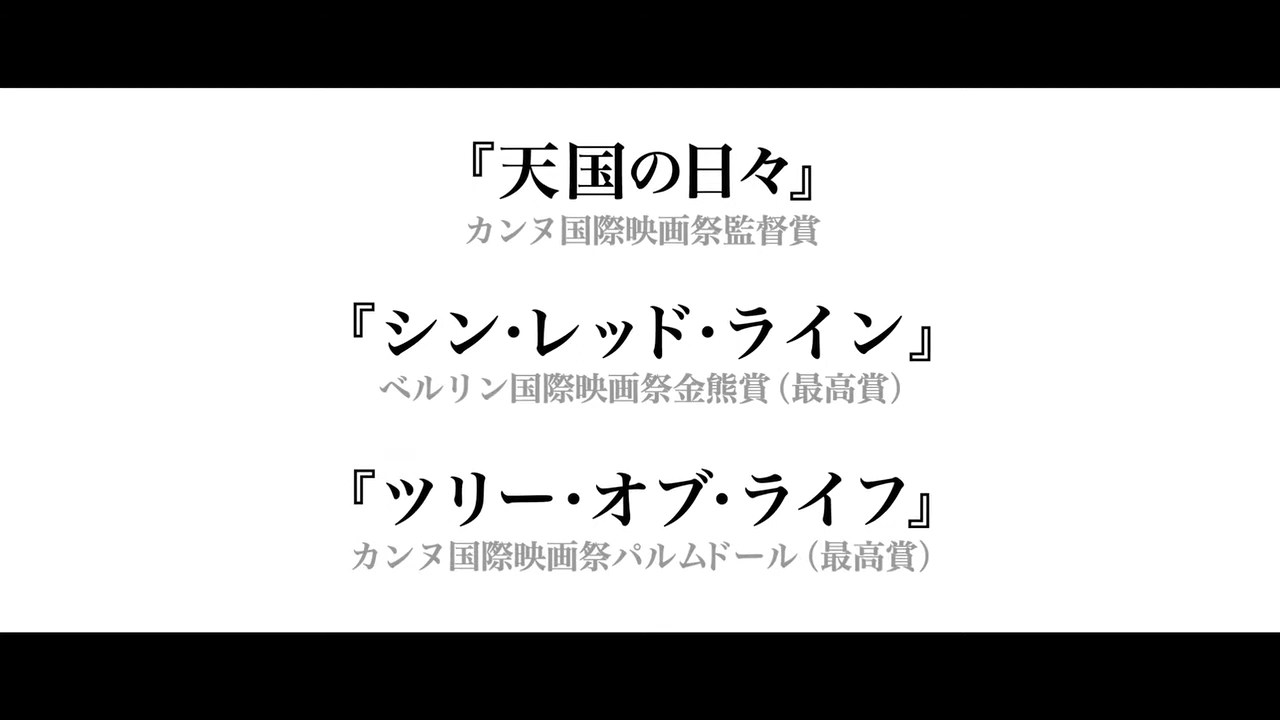 『天国の日々』
カンヌ国際映画祭監督賞
『シン・レッド・ライン』
ベルリン国際映画祭金熊賞（最高賞）
『ツリー・オブ・ライフ』
カンヌ国際映画祭パルムドール（最高賞）